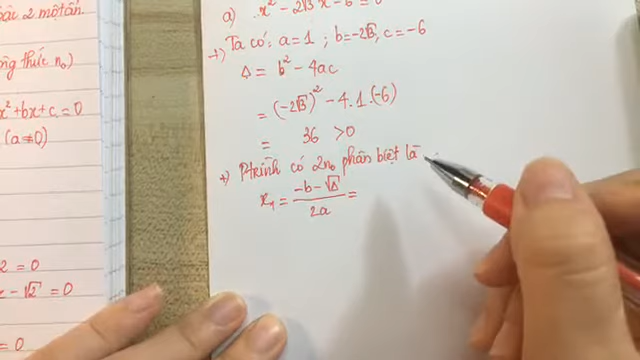 bậc 2 một ẩn.
thức n₀)
x² + bx + c = 0
(a ≠ 0)
2 = 0
x - √2 = 0
= 0
a) x² - 2√3 x - 6 = 0
+) Ta có: a = 1 ; b = -2√3, c = -6
Δ = b² - 4ac
= (-2√3)² - 4.1.(-6)
= 36 > 0
+) Ptrình có 2n₀ phân biệt là
x₁ = (-b - √Δ)/2a =